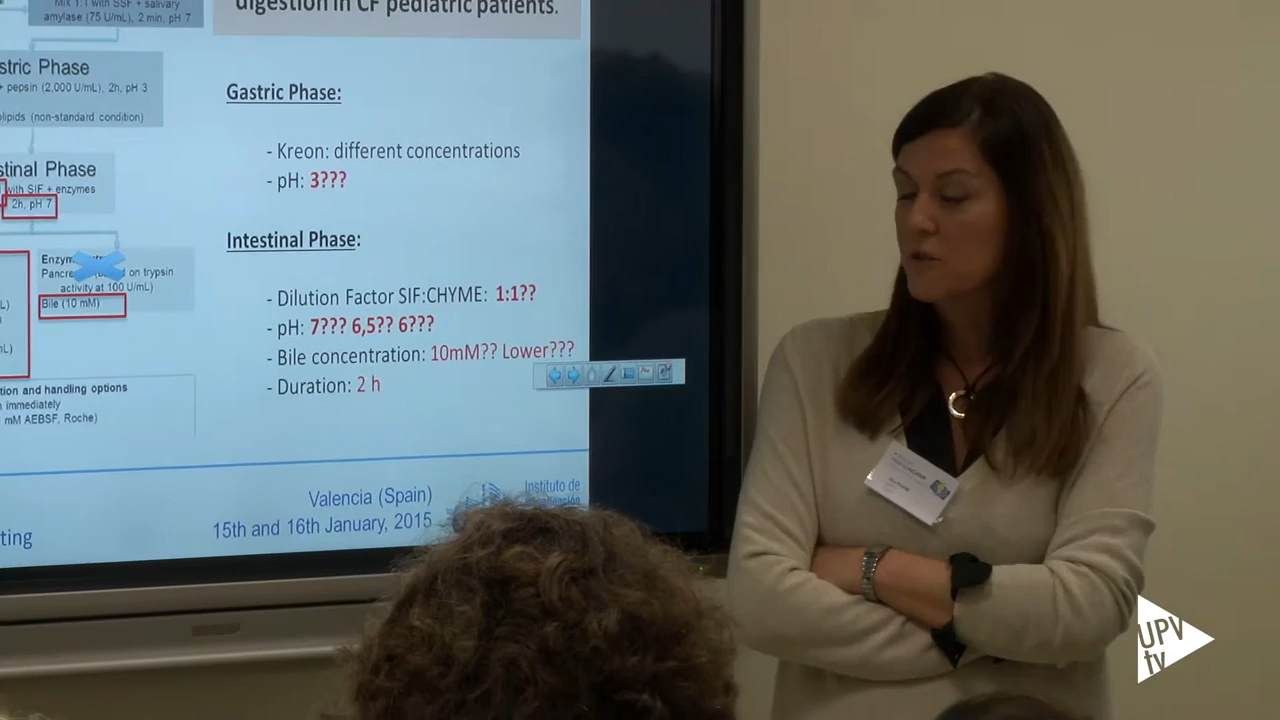 Mix 1:1 with SSF + salivary
amylase (75 U/mL), 2 min, pH 7
stric Phase
+ pepsin (2,000 U/mL), 2h, pH 3
lipids (non-standard condition)
stinal Phase
with SIF + enzymes
2h, pH 7
Enzym
Pancre on trypsin
activity at 100 U/mL)
Bile (10 mM)
L)
mL)
tion and handling options
immediately
mM AEBSF, Roche)
digestion in CF pediatric patients.
Gastric Phase:
- Kreon: different concentrations
- pH: 3???
Intestinal Phase:
- Dilution Factor SIF:CHYME: 1:1??
- pH: 7??? 6,5?? 6???
- Bile concentration: 10mM?? Lower???
- Duration: 2 h
ting
Valencia (Spain)
15th and 16th January, 2015
Instituto de
UPV
tv